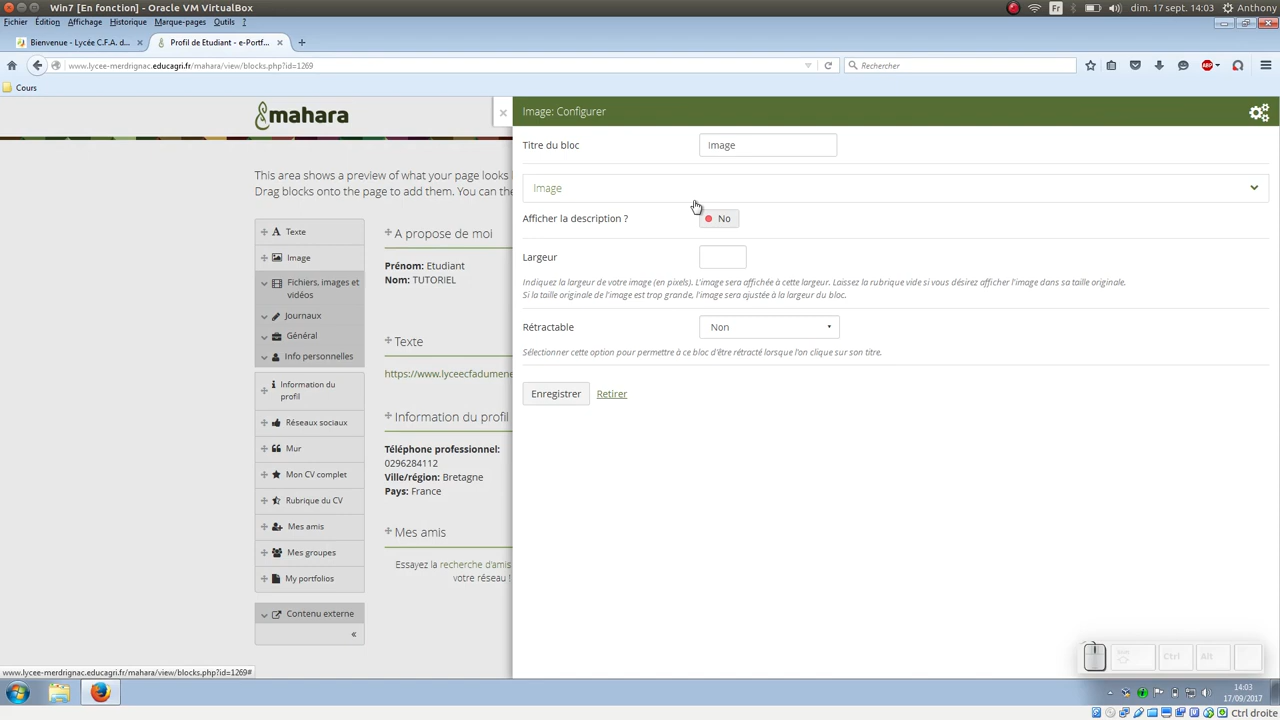 Win7 [En fonction] - Oracle VM VirtualBox
Fr
dim. 17 sept. 14:03
Anthony
Fichier Édition Affichage Historique Marque-pages Outils ?
Bienvenue - Lycée C.F.A. d...
Profil de Etudiant - e-Portf...
www.lycee-merdrignac.educagri.fr/mahara/view/blocks.php?id=1269
Rechercher
ABP
Cours
mahara
This area shows a preview of what your page looks
Drag blocks onto the page to add them. You can the
Texte
Image
Fichiers, images et
vidéos
Journaux
Général
Info personnelles
Information du
profil
Réseaux sociaux
Mur
Mon CV complet
Rubrique du CV
Mes amis
Mes groupes
My portfolios
Contenu externe
«
A propose de moi
Prénom: Etudiant
Nom: TUTORIEL
Texte
https://www.lyceecfadumene
Information du profil
Téléphone professionnel:
0296284112
Ville/région: Bretagne
Pays: France
Mes amis
Essayez la recherche d'amis
votre réseau !
Image: Configurer
Titre du bloc
Image
Image
Afficher la description ?
No
Largeur
Indiquez la largeur de votre image (en pixels). L'image sera affichée à cette largeur. Laissez la rubrique vide si vous désirez afficher l'image dans sa taille originale.
Si la taille originale de l'image est trop grande, l'image sera ajustée à la largeur du bloc.
Rétractable
Non
Sélectionner cette option pour permettre à ce bloc d'être rétracté lorsque l'on clique sur son titre.
Enregistrer
Retirer
Ctrl
Alt
www.lycee-merdrignac.educagri.fr/mahara/view/blocks.php?id=1269#
14:03
17/09/2017
Ctrl droite